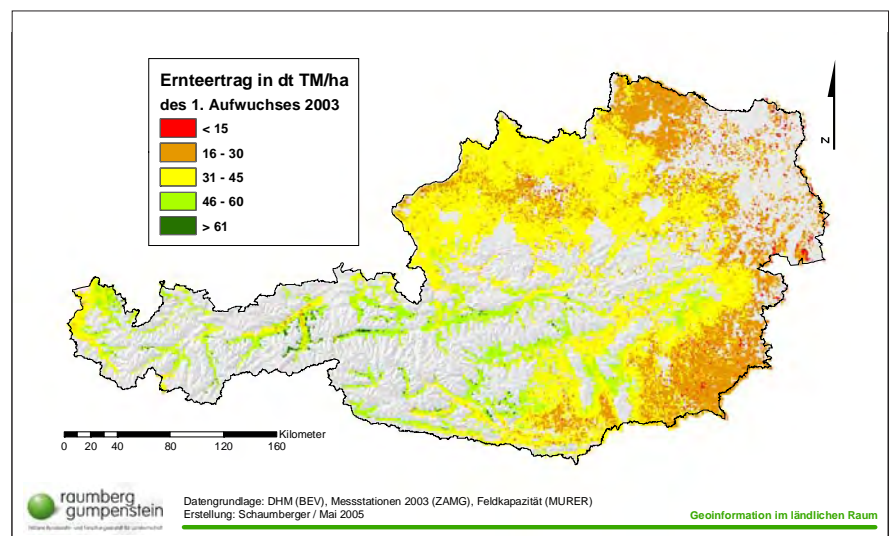 Ernteertrag in dt TM/ha
des 1. Aufwuchses 2003
< 15
16 - 30
31 - 45
46 - 60
> 61
N
Kilometer
0 10 20 40 80 120 160
raumberg
gumpenstein
Datengrundlage: DHM (BEV), Messstationen 2003 (ZAMG), Feldkapazität (MURER)
Erstellung: Schaumberger / Mai 2005
Geoinformation im ländlichen Raum